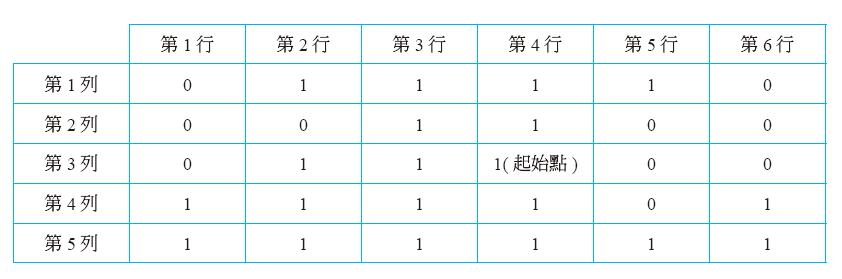 第1行 第2行 第3行 第4行 第5行 第6行
第1列 0 1 1 1 1 0
第2列 0 0 1 1 0 0
第3列 0 1 1 1(起始點) 0 0
第4列 1 1 1 1 0 1
第5列 1 1 1 1 1 1